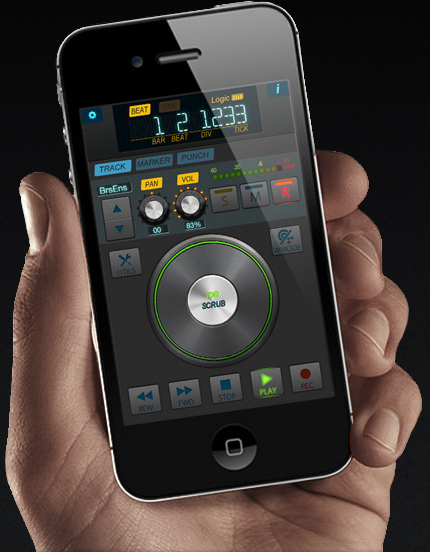 BEAT
Logic
i
1 2 1.233
BAR BEAT DIV TICK
TRACK MARKER PUNCH
BrsEns
PAN VOL
S M R
00 83%
UTILS
SCRUB
REW FWD STOP PLAY REC